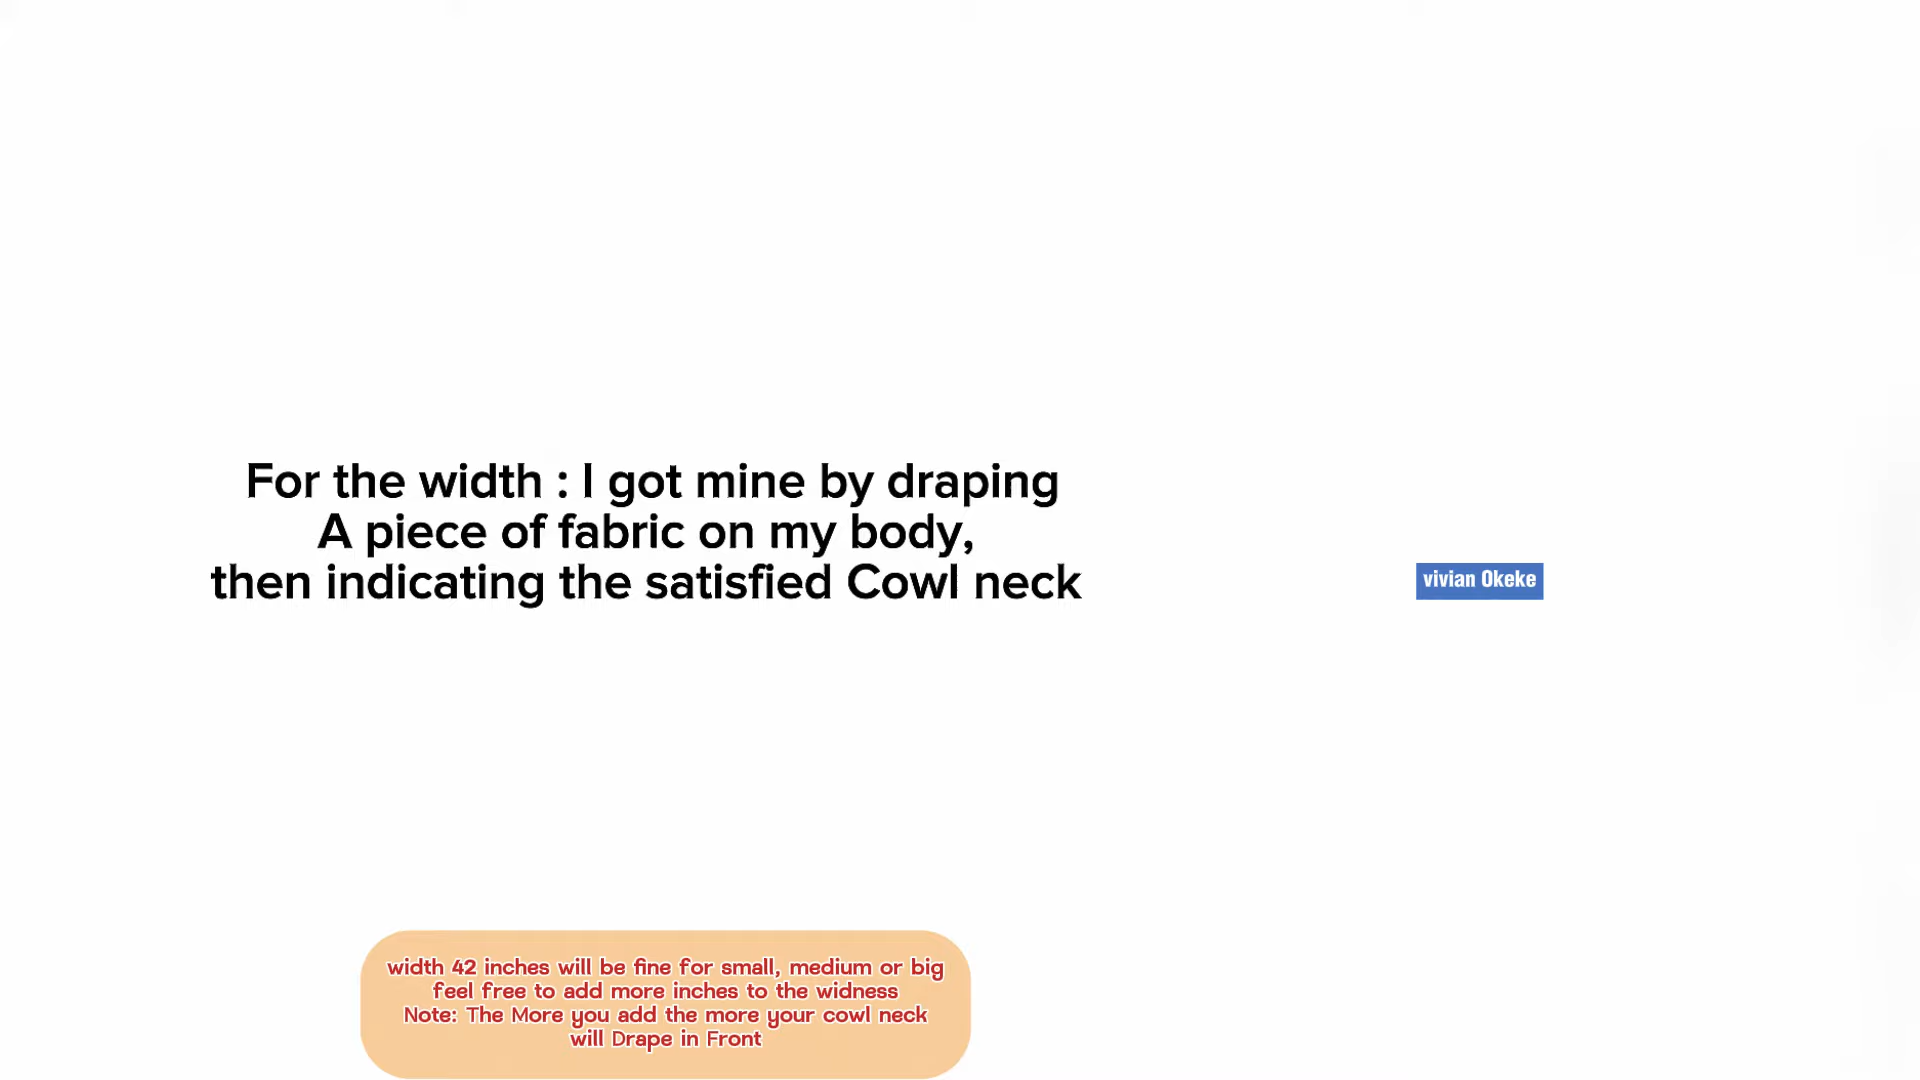 For the width : I got mine by draping
A piece of fabric on my body,
then indicating the satisfied Cowl neck
vivian Okeke
width 42 inches will be fine for small, medium or big
feel free to add more inches to the widness
Note: The More you add the more your cowl neck
will Drape in Front